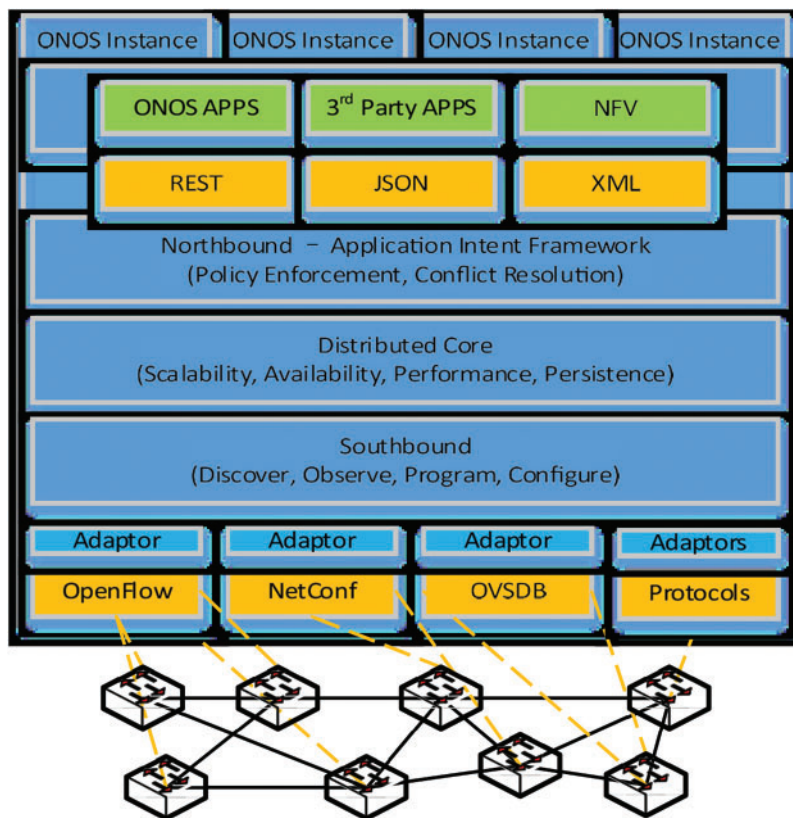 ONOS Instance ONOS Instance ONOS Instance ONOS Instance
ONOS APPS 3rd Party APPS NFV
REST JSON XML
Northbound – Application Intent Framework
(Policy Enforcement, Conflict Resolution)
Distributed Core
(Scalability, Availability, Performance, Persistence)
Southbound
(Discover, Observe, Program, Configure)
Adaptor Adaptor Adaptor Adaptors
OpenFlow NetConf OVSDB Protocols